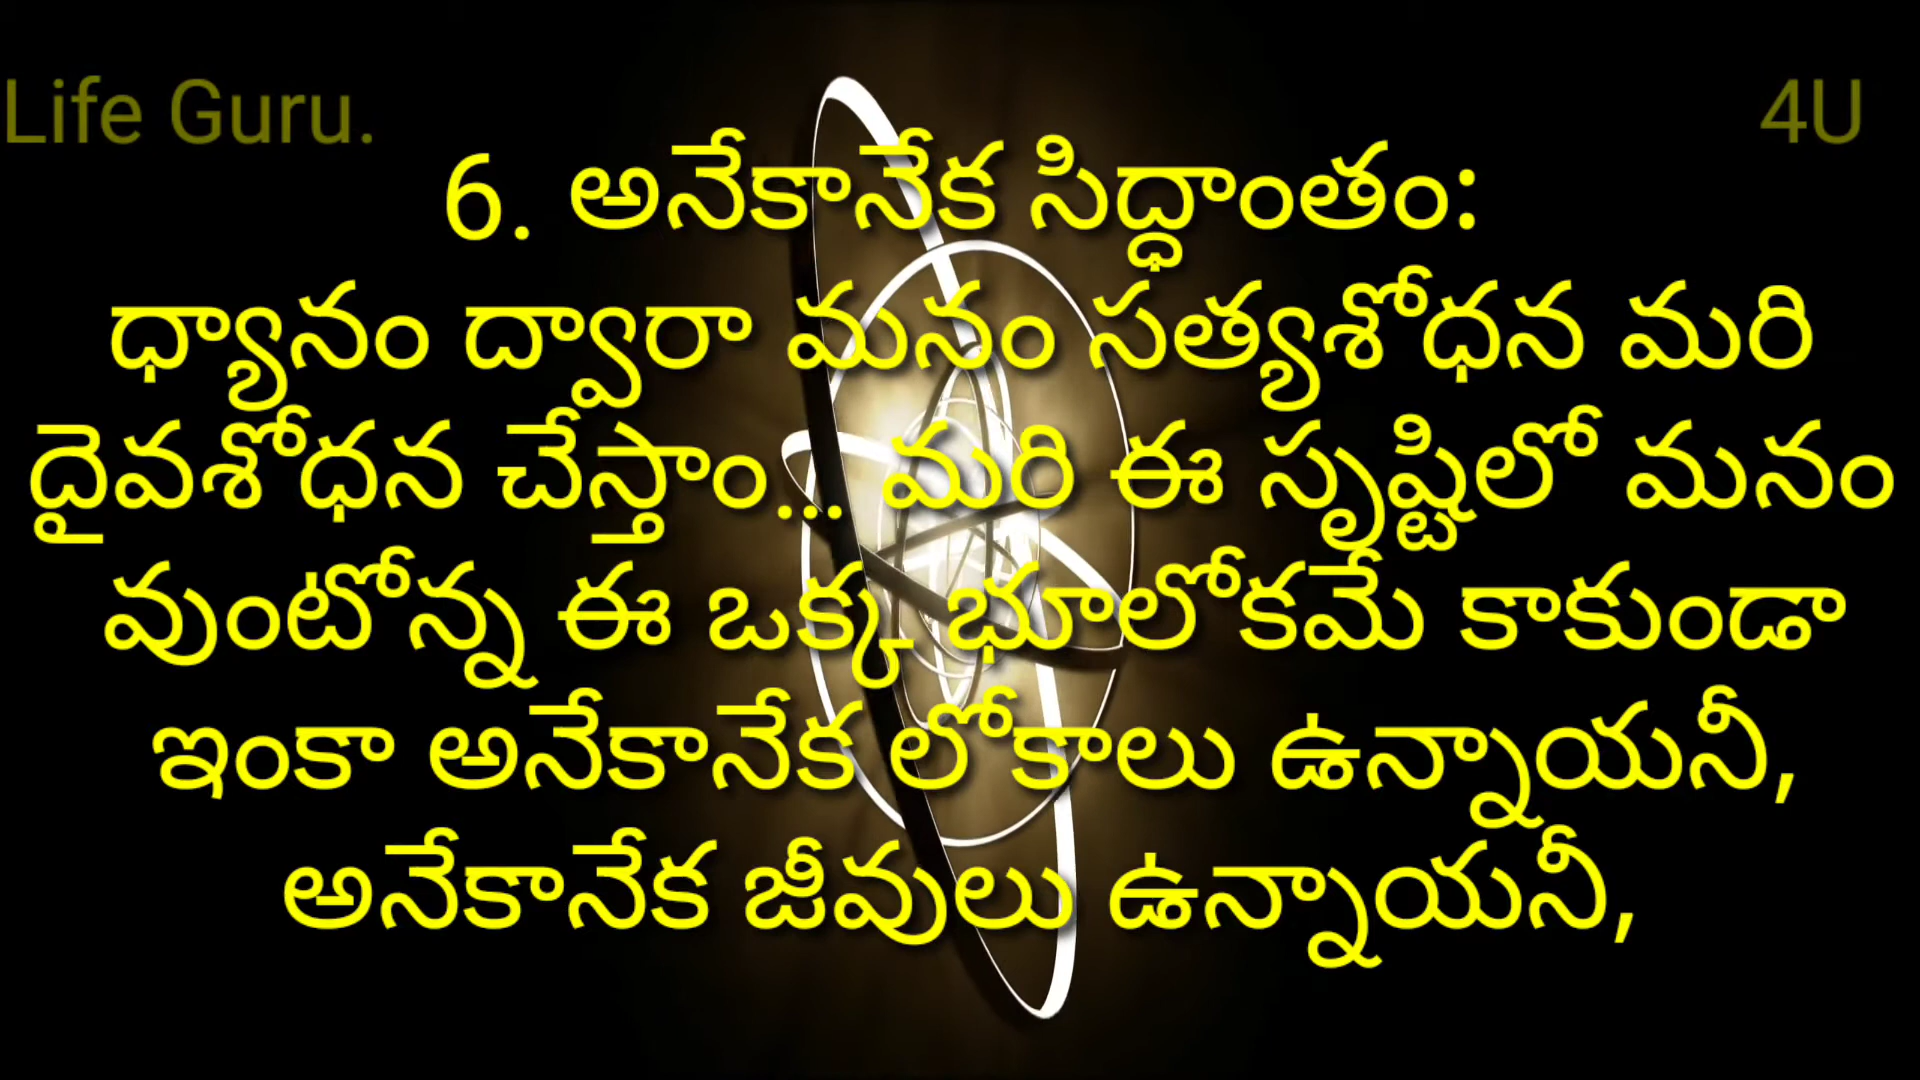 Life Guru.
4U
6. అనేకానేక సిద్ధాంతం:
ధ్యానం ద్వారా మనం సత్యశోధన మరి
దైవశోధన చేస్తాం... మరి ఈ సృష్టిలో మనం
వుంటోన్న ఈ ఒక్క భూలోకమే కాకుండా
ఇంకా అనేకానేక లోకాలు ఉన్నాయనీ,
అనేకానేక జీవులు ఉన్నాయనీ,